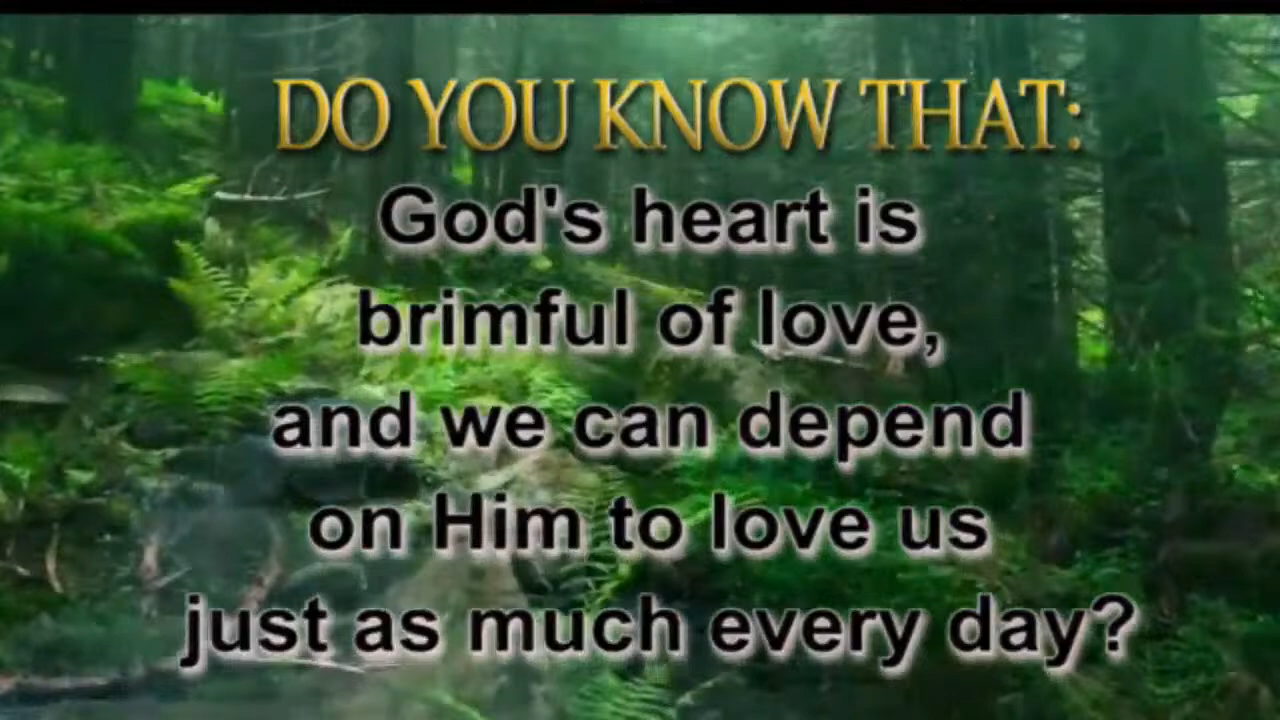 DO YOU KNOW THAT:
God's heart is
brimful of love,
and we can depend
on Him to love us
just as much every day?